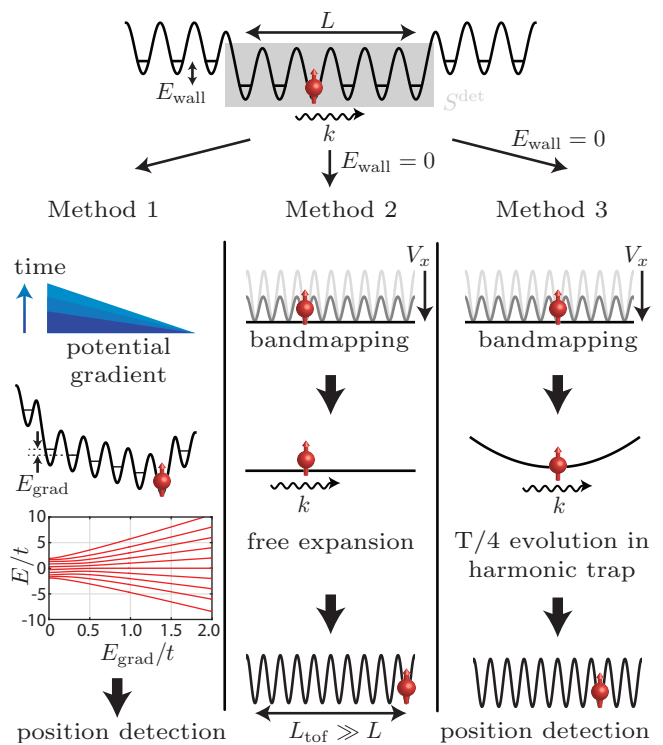 L
E_wall
S^det
k
E_wall = 0
E_wall = 0
Method 1
Method 2
Method 3
time
potential
gradient
E_grad
E/t
10
5
0
-5
-10
0
0.5
1.0
1.5
2.0
E_grad/t
position detection
V_x
bandmapping
k
free expansion
L_tof ≫ L
V_x
bandmapping
k
T/4 evolution in
harmonic trap
position detection